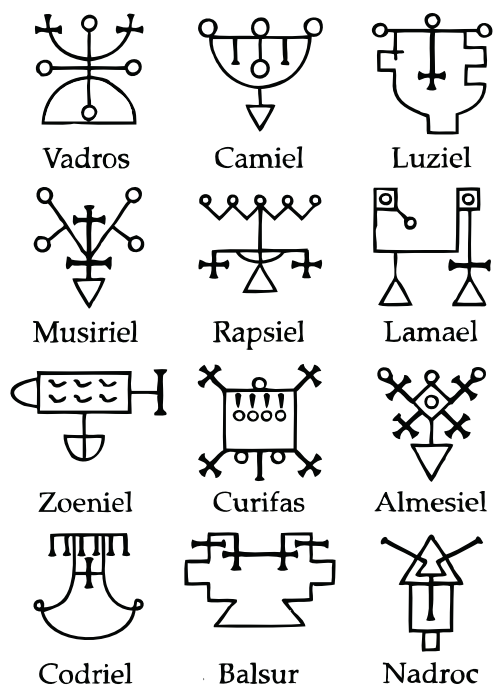 Vadros Camiel Luziel
Musiriel Rapsiel Lamael
Zoeniel Curifas Almesiel
Codriel Balsur Nadroc